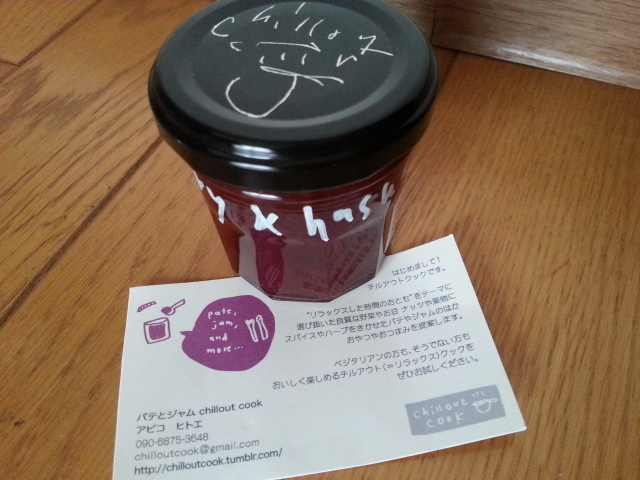 chillout
y x hask
はじめまして!
チルアウトクックです。
"リラックスした時間のおとも"をテーマに
選び抜いた良質な野菜やお豆 ナッツや果物に
スパイスやハーブをきかせたパテやジャムのほか
おやつやおつまみを提案します。
ベジタリアンの方も、そうでない方も
おいしく楽しめるチルアウト(=リラックス)クックを
ぜひお試しください。
pate,
jam,
and
more...
パテとジャム chillout cook
アビコ ヒトエ
090-6875-3648
chilloutcook@gmail.com
http://chilloutcook.tumblr.com/
chillout
cook